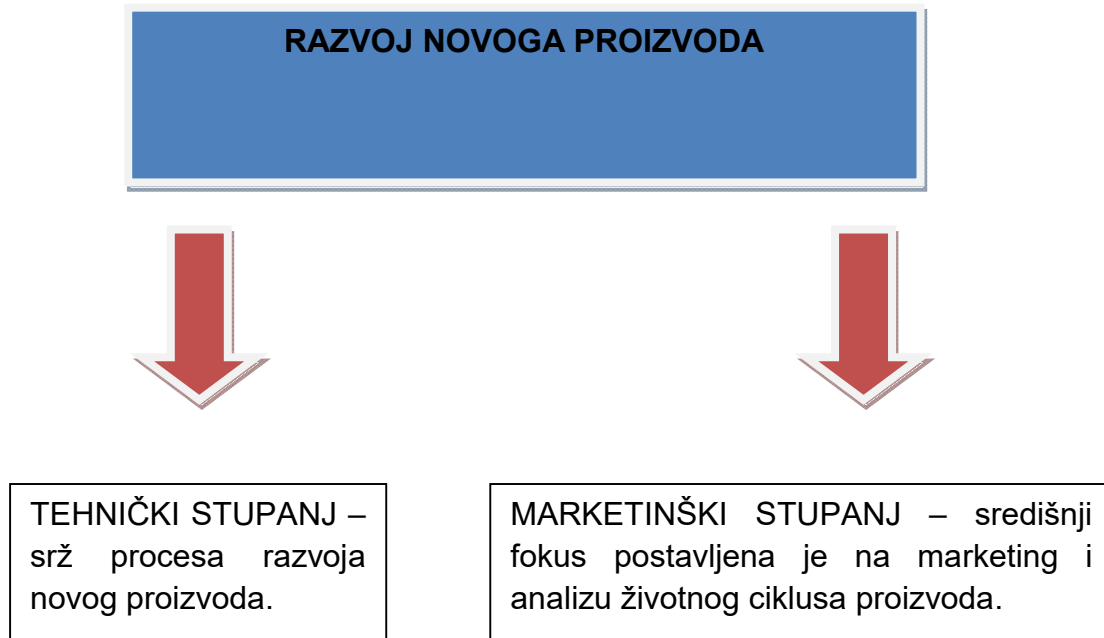 RAZVOJ NOVOGA PROIZVODA
TEHNIČKI STUPANJ –
srž procesa razvoja
novog proizvoda.
MARKETINŠKI STUPANJ – središnji
fokus postavljena je na marketing i
analizu životnog ciklusa proizvoda.